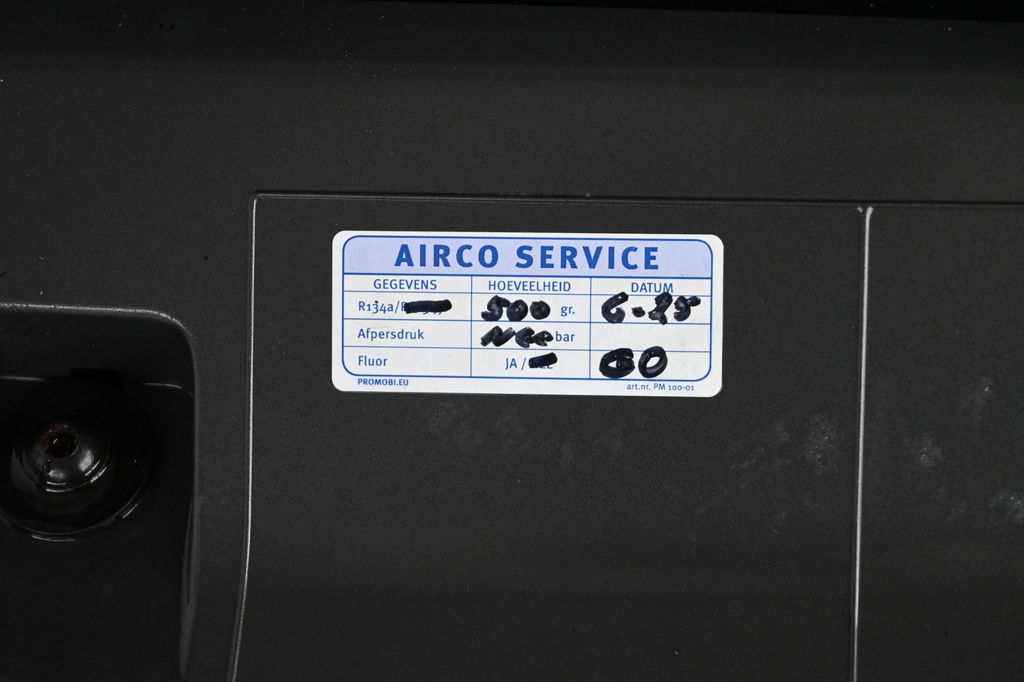 AIRCO SERVICE
GEGEVENS HOEVEELHEID DATUM
R134a/ 500 gr. 6-25
Afpersdruk bar
Fluor JA / 60
PROMOBI.EU art.nr. PM 100-01